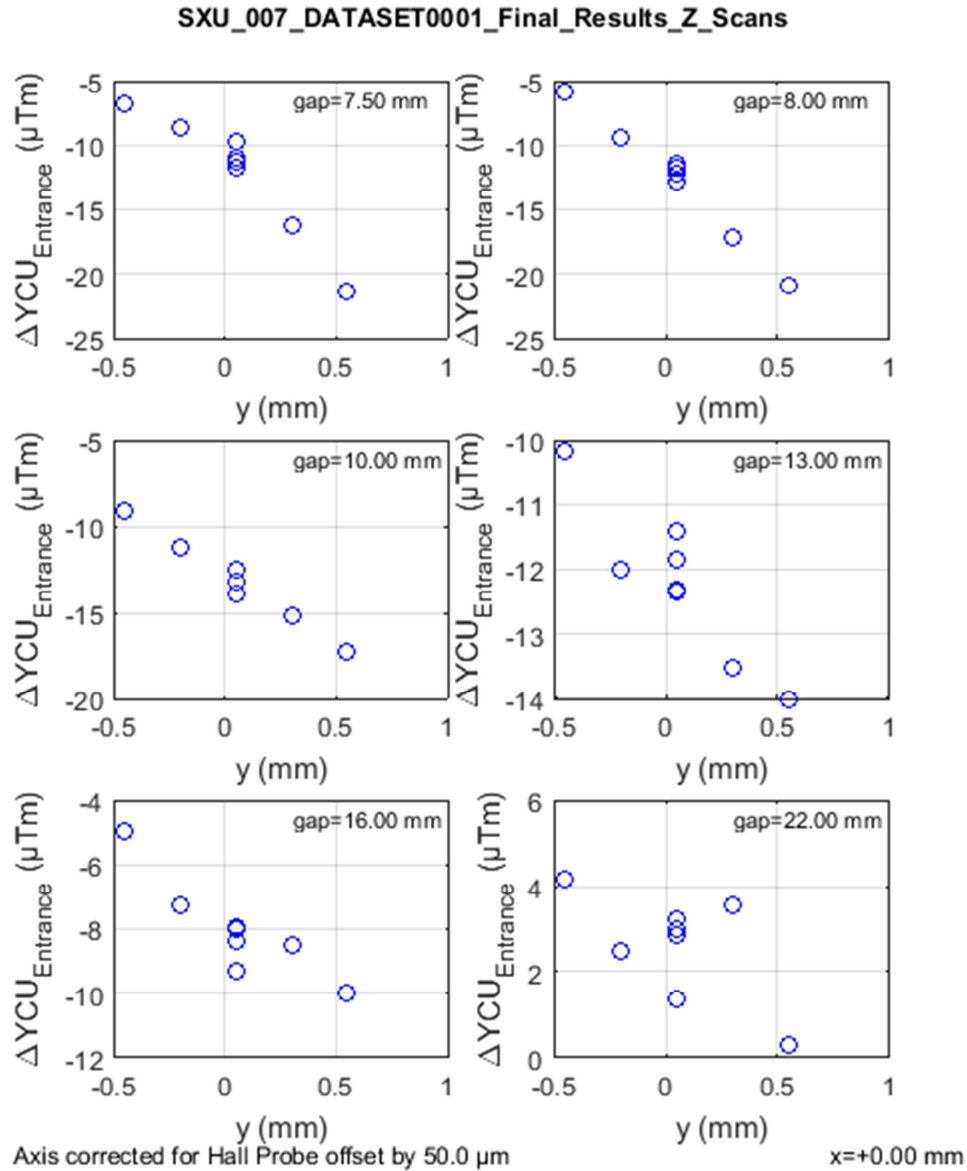 SXU_007_DATASET0001_Final_Results_Z_Scans
gap=7.50 mm
ΔYCU_Entrance (µTm)
-5
-10
-15
-20
-25
-0.5 0 0.5 1
y (mm)
gap=8.00 mm
ΔYCU_Entrance (µTm)
-5
-10
-15
-20
-25
-0.5 0 0.5 1
y (mm)
gap=10.00 mm
ΔYCU_Entrance (µTm)
-5
-10
-15
-20
-0.5 0 0.5 1
y (mm)
gap=13.00 mm
ΔYCU_Entrance (µTm)
-10
-11
-12
-13
-14
-0.5 0 0.5 1
y (mm)
gap=16.00 mm
ΔYCU_Entrance (µTm)
-4
-6
-8
-10
-12
-0.5 0 0.5 1
y (mm)
gap=22.00 mm
ΔYCU_Entrance (µTm)
6
4
2
0
-0.5 0 0.5 1
y (mm)
Axis corrected for Hall Probe offset by 50.0 µm
x=+0.00 mm